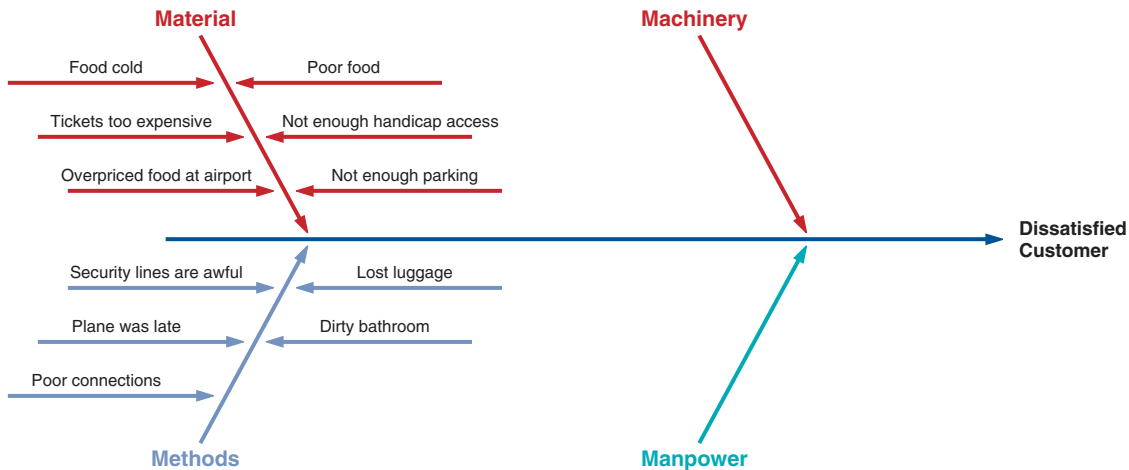 Material
Machinery
Food cold
Poor food
Tickets too expensive
Not enough handicap access
Overpriced food at airport
Not enough parking
Dissatisfied
Customer
Security lines are awful
Lost luggage
Plane was late
Dirty bathroom
Poor connections
Methods
Manpower